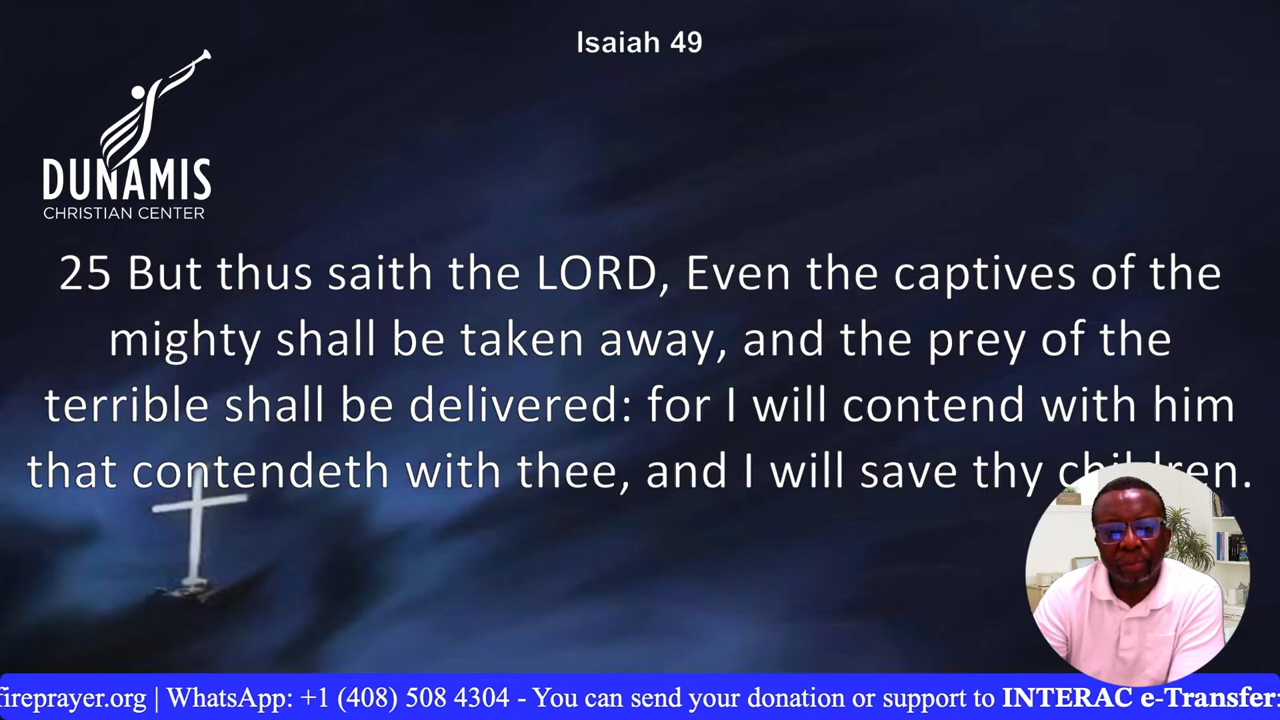 Isaiah 49
DUNAMIS
CHRISTIAN CENTER
25 But thus saith the LORD, Even the captives of the
mighty shall be taken away, and the prey of the
terrible shall be delivered: for I will contend with him
that contendeth with thee, and I will save thy children.
fireprayer.org | WhatsApp: +1 (408) 508 4304 - You can send your donation or support to INTERAC e-Transfer: